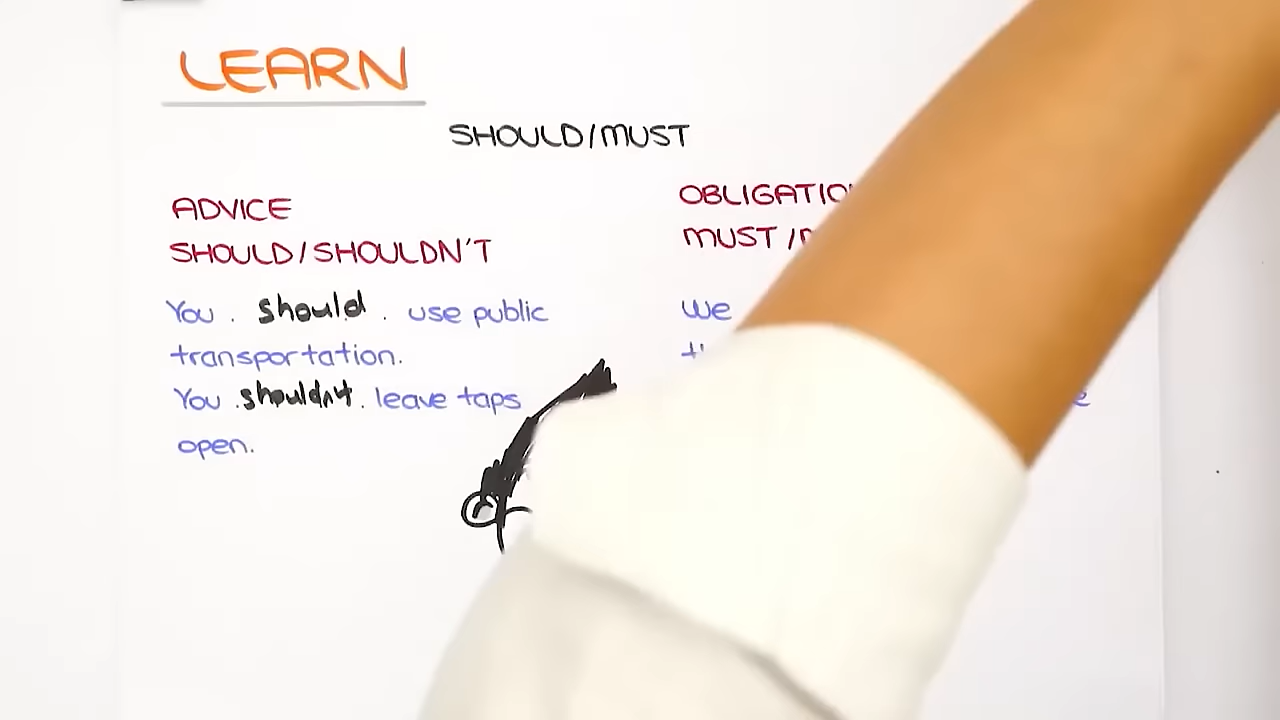 LEARN
SHOULD/MUST
ADVICE
SHOULD/SHOULDN'T
You . should . use public
transportation.
You .shouldn't. leave taps
open.
OBLIGATIO
MUST /
We